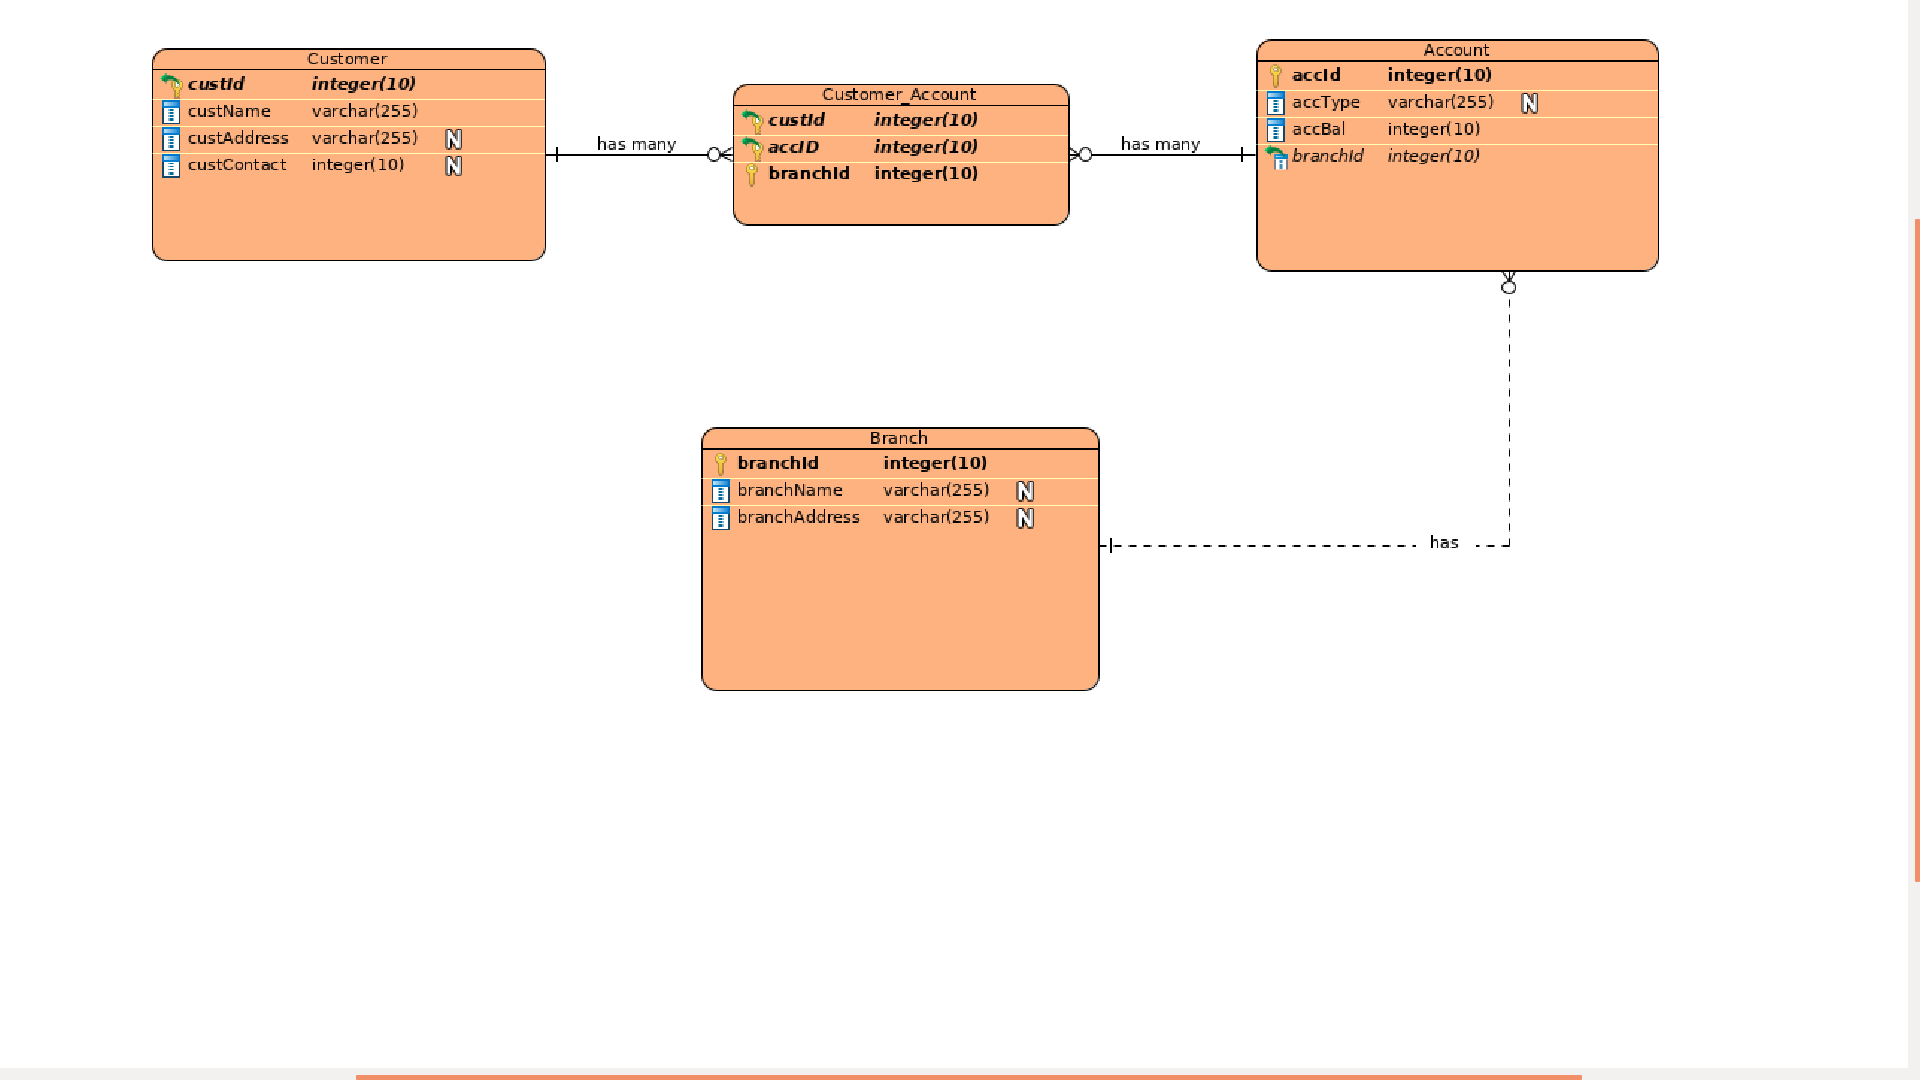 Customer
custId integer(10)
custName varchar(255)
custAddress varchar(255) N
custContact integer(10) N
has many
Customer_Account
custId integer(10)
accID integer(10)
branchId integer(10)
has many
Account
accId integer(10)
accType varchar(255) N
accBal integer(10)
branchId integer(10)
Branch
branchId integer(10)
branchName varchar(255) N
branchAddress varchar(255) N
has